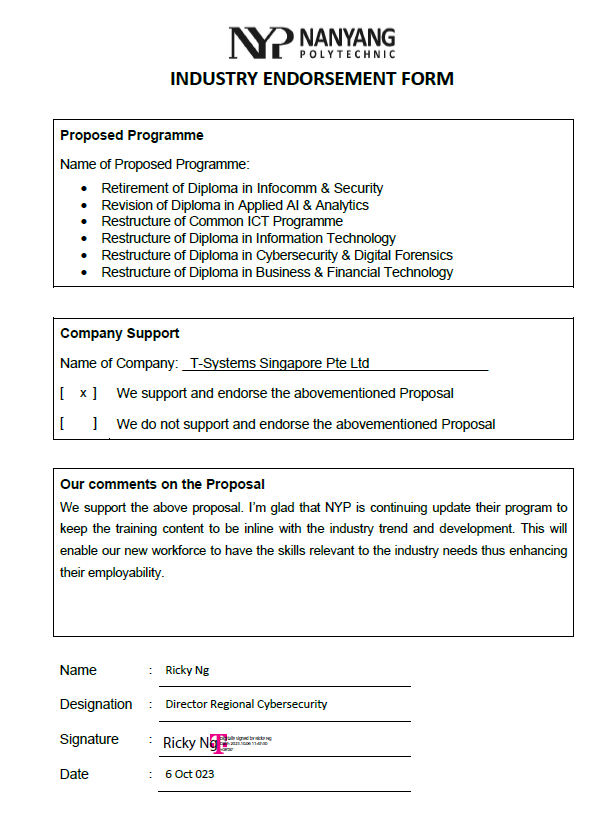 NYP NANYANG
POLYTECHNIC
INDUSTRY ENDORSEMENT FORM
Proposed Programme
Name of Proposed Programme:
• Retirement of Diploma in Infocomm & Security
• Revision of Diploma in Applied AI & Analytics
• Restructure of Common ICT Programme
• Restructure of Diploma in Information Technology
• Restructure of Diploma in Cybersecurity & Digital Forensics
• Restructure of Diploma in Business & Financial Technology
Company Support
Name of Company: T-Systems Singapore Pte Ltd
[ x ] We support and endorse the abovementioned Proposal
[ ] We do not support and endorse the abovementioned Proposal
Our comments on the Proposal
We support the above proposal. I'm glad that NYP is continuing update their program to
keep the training content to be inline with the industry trend and development. This will
enable our new workforce to have the skills relevant to the industry needs thus enhancing
their employability.
Name : Ricky Ng
Designation : Director Regional Cybersecurity
Signature : Ricky Ng
Date : 6 Oct 023